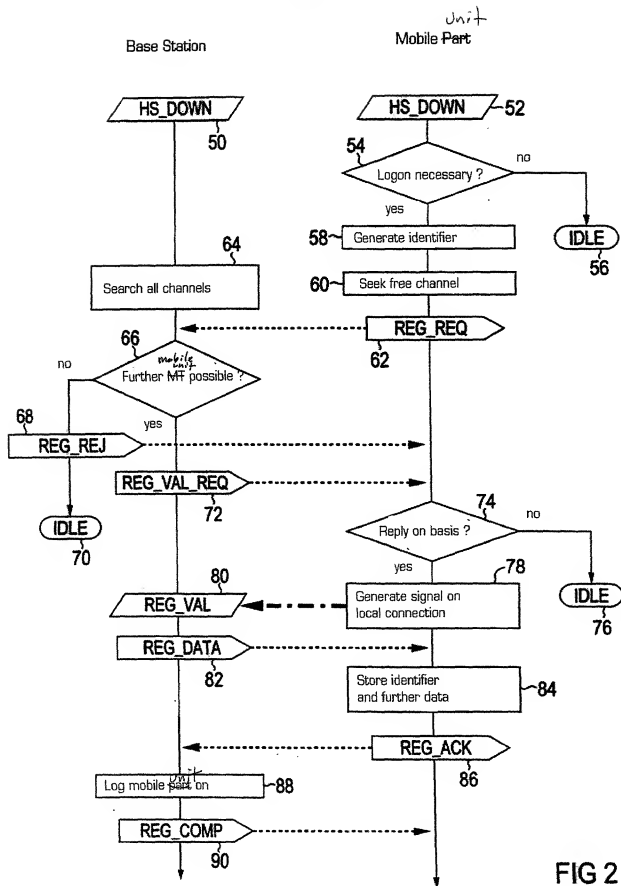 unit
Base Station
Mobile Part
HS_DOWN
50
HS_DOWN
52
54
Logon necessary ?
no
yes
IDLE
56
58
Generate identifier
64
Search all channels
60
Seek free channel
REG_REQ
62
66
mobile
unit
Further MT possible ?
no
yes
68
REG_REJ
REG_VAL_REQ
72
IDLE
70
74
Reply on basis ?
no
yes
78
IDLE
76
80
REG_VAL
Generate signal on
local connection
REG_DATA
82
Store identifier
and further data
84
REG_ACK
86
unit
Log mobile part on
88
REG_COMP
90
FIG 2